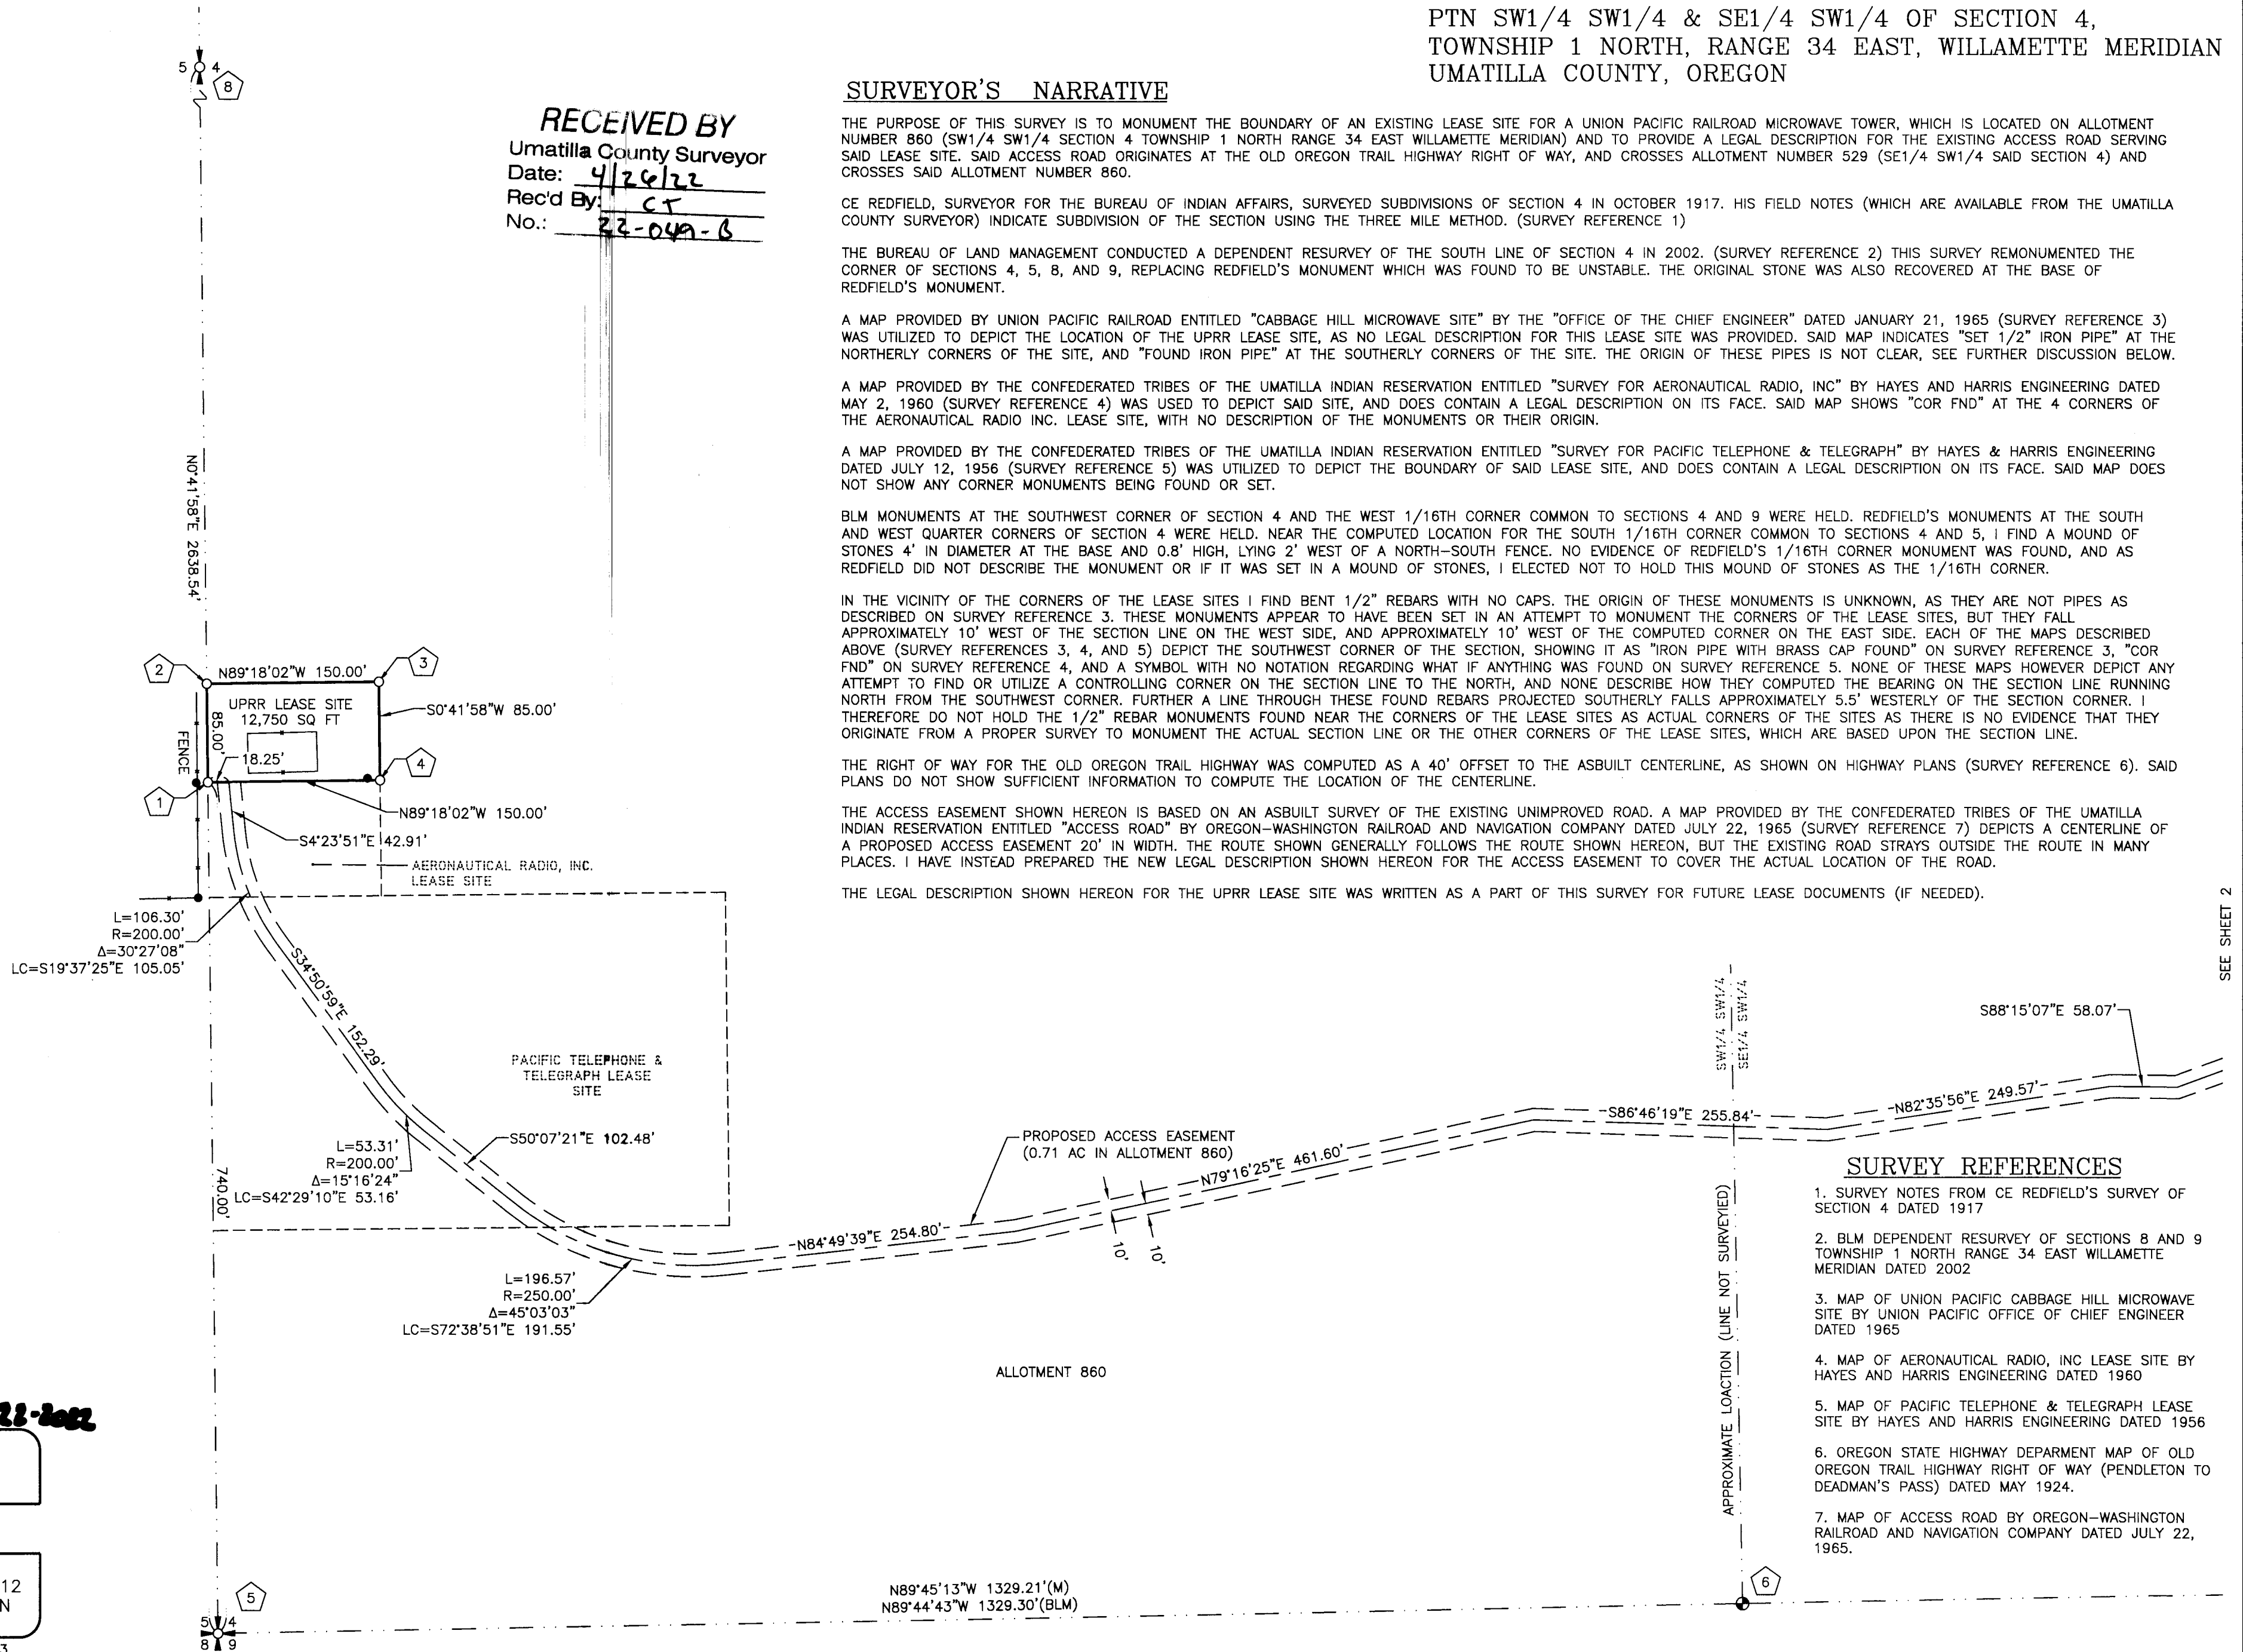 PTN SW1/4 SW1/4 & SE1/4 SW1/4 OF SECTION 4,
TOWNSHIP 1 NORTH, RANGE 34 EAST, WILLAMETTE MERIDIAN
UMATILLA COUNTY, OREGON
5 4
8
RECEIVED BY
Umatilla County Surveyor
Date: 4/26/22
Rec'd By: CT
No.: 22-049-B
SURVEYOR'S NARRATIVE
THE PURPOSE OF THIS SURVEY IS TO MONUMENT THE BOUNDARY OF AN EXISTING LEASE SITE FOR A UNION PACIFIC RAILROAD MICROWAVE TOWER, WHICH IS LOCATED ON ALLOTMENT
NUMBER 860 (SW1/4 SW1/4 SECTION 4 TOWNSHIP 1 NORTH RANGE 34 EAST WILLAMETTE MERIDIAN) AND TO PROVIDE A LEGAL DESCRIPTION FOR THE EXISTING ACCESS ROAD SERVING
SAID LEASE SITE. SAID ACCESS ROAD ORIGINATES AT THE OLD OREGON TRAIL HIGHWAY RIGHT OF WAY, AND CROSSES ALLOTMENT NUMBER 529 (SE1/4 SW1/4 SAID SECTION 4) AND
CROSSES SAID ALLOTMENT NUMBER 860.
CE REDFIELD, SURVEYOR FOR THE BUREAU OF INDIAN AFFAIRS, SURVEYED SUBDIVISIONS OF SECTION 4 IN OCTOBER 1917. HIS FIELD NOTES (WHICH ARE AVAILABLE FROM THE UMATILLA
COUNTY SURVEYOR) INDICATE SUBDIVISION OF THE SECTION USING THE THREE MILE METHOD. (SURVEY REFERENCE 1)
THE BUREAU OF LAND MANAGEMENT CONDUCTED A DEPENDENT RESURVEY OF THE SOUTH LINE OF SECTION 4 IN 2002. (SURVEY REFERENCE 2) THIS SURVEY REMONUMENTED THE
CORNER OF SECTIONS 4, 5, 8, AND 9, REPLACING REDFIELD'S MONUMENT WHICH WAS FOUND TO BE UNSTABLE. THE ORIGINAL STONE WAS ALSO RECOVERED AT THE BASE OF
REDFIELD'S MONUMENT.
A MAP PROVIDED BY UNION PACIFIC RAILROAD ENTITLED "CABBAGE HILL MICROWAVE SITE" BY THE "OFFICE OF THE CHIEF ENGINEER" DATED JANUARY 21, 1965 (SURVEY REFERENCE 3)
WAS UTILIZED TO DEPICT THE LOCATION OF THE UPRR LEASE SITE, AS NO LEGAL DESCRIPTION FOR THIS LEASE SITE WAS PROVIDED. SAID MAP INDICATES "SET 1/2" IRON PIPE" AT THE
NORTHERLY CORNERS OF THE SITE, AND "FOUND IRON PIPE" AT THE SOUTHERLY CORNERS OF THE SITE. THE ORIGIN OF THESE PIPES IS NOT CLEAR, SEE FURTHER DISCUSSION BELOW.
A MAP PROVIDED BY THE CONFEDERATED TRIBES OF THE UMATILLA INDIAN RESERVATION ENTITLED "SURVEY FOR AERONAUTICAL RADIO, INC" BY HAYES AND HARRIS ENGINEERING DATED
MAY 2, 1960 (SURVEY REFERENCE 4) WAS USED TO DEPICT SAID SITE, AND DOES CONTAIN A LEGAL DESCRIPTION ON ITS FACE. SAID MAP SHOWS "COR FND" AT THE 4 CORNERS OF
THE AERONAUTICAL RADIO INC. LEASE SITE, WITH NO DESCRIPTION OF THE MONUMENTS OR THEIR ORIGIN.
A MAP PROVIDED BY THE CONFEDERATED TRIBES OF THE UMATILLA INDIAN RESERVATION ENTITLED "SURVEY FOR PACIFIC TELEPHONE & TELEGRAPH" BY HAYES & HARRIS ENGINEERING
DATED JULY 12, 1956 (SURVEY REFERENCE 5) WAS UTILIZED TO DEPICT THE BOUNDARY OF SAID LEASE SITE, AND DOES CONTAIN A LEGAL DESCRIPTION ON ITS FACE. SAID MAP DOES
NOT SHOW ANY CORNER MONUMENTS BEING FOUND OR SET.
BLM MONUMENTS AT THE SOUTHWEST CORNER OF SECTION 4 AND THE WEST 1/16TH CORNER COMMON TO SECTIONS 4 AND 9 WERE HELD. REDFIELD'S MONUMENTS AT THE SOUTH
AND WEST QUARTER CORNERS OF SECTION 4 WERE HELD. NEAR THE COMPUTED LOCATION FOR THE SOUTH 1/16TH CORNER COMMON TO SECTIONS 4 AND 5, I FIND A MOUND OF
STONES 4' IN DIAMETER AT THE BASE AND 0.8' HIGH, LYING 2' WEST OF A NORTH-SOUTH FENCE. NO EVIDENCE OF REDFIELD'S 1/16TH CORNER MONUMENT WAS FOUND, AND AS
REDFIELD DID NOT DESCRIBE THE MONUMENT OR IF IT WAS SET IN A MOUND OF STONES, I ELECTED NOT TO HOLD THIS MOUND OF STONES AS THE 1/16TH CORNER.
IN THE VICINITY OF THE CORNERS OF THE LEASE SITES I FIND BENT 1/2" REBARS WITH NO CAPS. THE ORIGIN OF THESE MONUMENTS IS UNKNOWN, AS THEY ARE NOT PIPES AS
DESCRIBED ON SURVEY REFERENCE 3. THESE MONUMENTS APPEAR TO HAVE BEEN SET IN AN ATTEMPT TO MONUMENT THE CORNERS OF THE LEASE SITES, BUT THEY FALL
APPROXIMATELY 10' WEST OF THE SECTION LINE ON THE WEST SIDE, AND APPROXIMATELY 10' WEST OF THE COMPUTED CORNER ON THE EAST SIDE. EACH OF THE MAPS DESCRIBED
ABOVE (SURVEY REFERENCES 3, 4, AND 5) DEPICT THE SOUTHWEST CORNER OF THE SECTION, SHOWING IT AS "IRON PIPE WITH BRASS CAP FOUND" ON SURVEY REFERENCE 3, "COR
FND" ON SURVEY REFERENCE 4, AND A SYMBOL WITH NO NOTATION REGARDING WHAT IF ANYTHING WAS FOUND ON SURVEY REFERENCE 5. NONE OF THESE MAPS HOWEVER DEPICT ANY
ATTEMPT TO FIND OR UTILIZE A CONTROLLING CORNER ON THE SECTION LINE TO THE NORTH, AND NONE DESCRIBE HOW THEY COMPUTED THE BEARING ON THE SECTION LINE RUNNING
NORTH FROM THE SOUTHWEST CORNER. FURTHER A LINE THROUGH THESE FOUND REBARS PROJECTED SOUTHERLY FALLS APPROXIMATELY 5.5' WESTERLY OF THE SECTION CORNER. I
THEREFORE DO NOT HOLD THE 1/2" REBAR MONUMENTS FOUND NEAR THE CORNERS OF THE LEASE SITES AS ACTUAL CORNERS OF THE SITES AS THERE IS NO EVIDENCE THAT THEY
ORIGINATE FROM A PROPER SURVEY TO MONUMENT THE ACTUAL SECTION LINE OR THE OTHER CORNERS OF THE LEASE SITES, WHICH ARE BASED UPON THE SECTION LINE.
THE RIGHT OF WAY FOR THE OLD OREGON TRAIL HIGHWAY WAS COMPUTED AS A 40' OFFSET TO THE ASBUILT CENTERLINE, AS SHOWN ON HIGHWAY PLANS (SURVEY REFERENCE 6). SAID
PLANS DO NOT SHOW SUFFICIENT INFORMATION TO COMPUTE THE LOCATION OF THE CENTERLINE.
THE ACCESS EASEMENT SHOWN HEREON IS BASED ON AN ASBUILT SURVEY OF THE EXISTING UNIMPROVED ROAD. A MAP PROVIDED BY THE CONFEDERATED TRIBES OF THE UMATILLA
INDIAN RESERVATION ENTITLED "ACCESS ROAD" BY OREGON-WASHINGTON RAILROAD AND NAVIGATION COMPANY DATED JULY 22, 1965 (SURVEY REFERENCE 7) DEPICTS A CENTERLINE OF
A PROPOSED ACCESS EASEMENT 20' IN WIDTH. THE ROUTE SHOWN GENERALLY FOLLOWS THE ROUTE SHOWN HEREON, BUT THE EXISTING ROAD STRAYS OUTSIDE THE ROUTE IN MANY
PLACES. I HAVE INSTEAD PREPARED THE NEW LEGAL DESCRIPTION SHOWN HEREON FOR THE ACCESS EASEMENT TO COVER THE ACTUAL LOCATION OF THE ROAD.
THE LEGAL DESCRIPTION SHOWN HEREON FOR THE UPRR LEASE SITE WAS WRITTEN AS A PART OF THIS SURVEY FOR FUTURE LEASE DOCUMENTS (IF NEEDED).
N0°41'58"E 2638.54'
2
N89°18'02"W 150.00'
3
UPRR LEASE SITE
12,750 SQ FT
S0°41'58"W 85.00'
85.00'
FENCE
18.25'
4
1
N89°18'02"W 150.00'
S4°23'51"E 42.91'
AERONAUTICAL RADIO, INC.
LEASE SITE
L=106.30'
R=200.00'
Δ=30°27'08"
LC=S19°37'25"E 105.05'
S34°50'59"E 152.29'
PACIFIC TELEPHONE &
TELEGRAPH LEASE
SITE
S50°07'21"E 102.48'
L=53.31'
R=200.00'
Δ=15°16'24"
LC=S42°29'10"E 53.16'
740.00'
L=196.57'
R=250.00'
Δ=45°03'03"
LC=S72°38'51"E 191.55'
N84°49'39"E 254.80'
PROPOSED ACCESS EASEMENT
(0.71 AC IN ALLOTMENT 860)
10'
10'
N79°16'25"E 461.60'
S86°46'19"E 255.84'
N82°35'56"E 249.57'
S88°15'07"E 58.07'
SEE SHEET 2
SW1/4 SW1/4
SE1/4 SW1/4
APPROXIMATE LOACTION (LINE NOT SURVEYIED)
ALLOTMENT 860
SURVEY REFERENCES
1. SURVEY NOTES FROM CE REDFIELD'S SURVEY OF
SECTION 4 DATED 1917
2. BLM DEPENDENT RESURVEY OF SECTIONS 8 AND 9
TOWNSHIP 1 NORTH RANGE 34 EAST WILLAMETTE
MERIDIAN DATED 2002
3. MAP OF UNION PACIFIC CABBAGE HILL MICROWAVE
SITE BY UNION PACIFIC OFFICE OF CHIEF ENGINEER
DATED 1965
4. MAP OF AERONAUTICAL RADIO, INC LEASE SITE BY
HAYES AND HARRIS ENGINEERING DATED 1960
5. MAP OF PACIFIC TELEPHONE & TELEGRAPH LEASE
SITE BY HAYES AND HARRIS ENGINEERING DATED 1956
6. OREGON STATE HIGHWAY DEPARMENT MAP OF OLD
OREGON TRAIL HIGHWAY RIGHT OF WAY (PENDLETON TO
DEADMAN'S PASS) DATED MAY 1924.
7. MAP OF ACCESS ROAD BY OREGON-WASHINGTON
RAILROAD AND NAVIGATION COMPANY DATED JULY 22,
1965.
22-2022
12
N
5
5 4
8 9
N89°45'13"W 1329.21'(M)
N89°44'43"W 1329.30'(BLM)
6